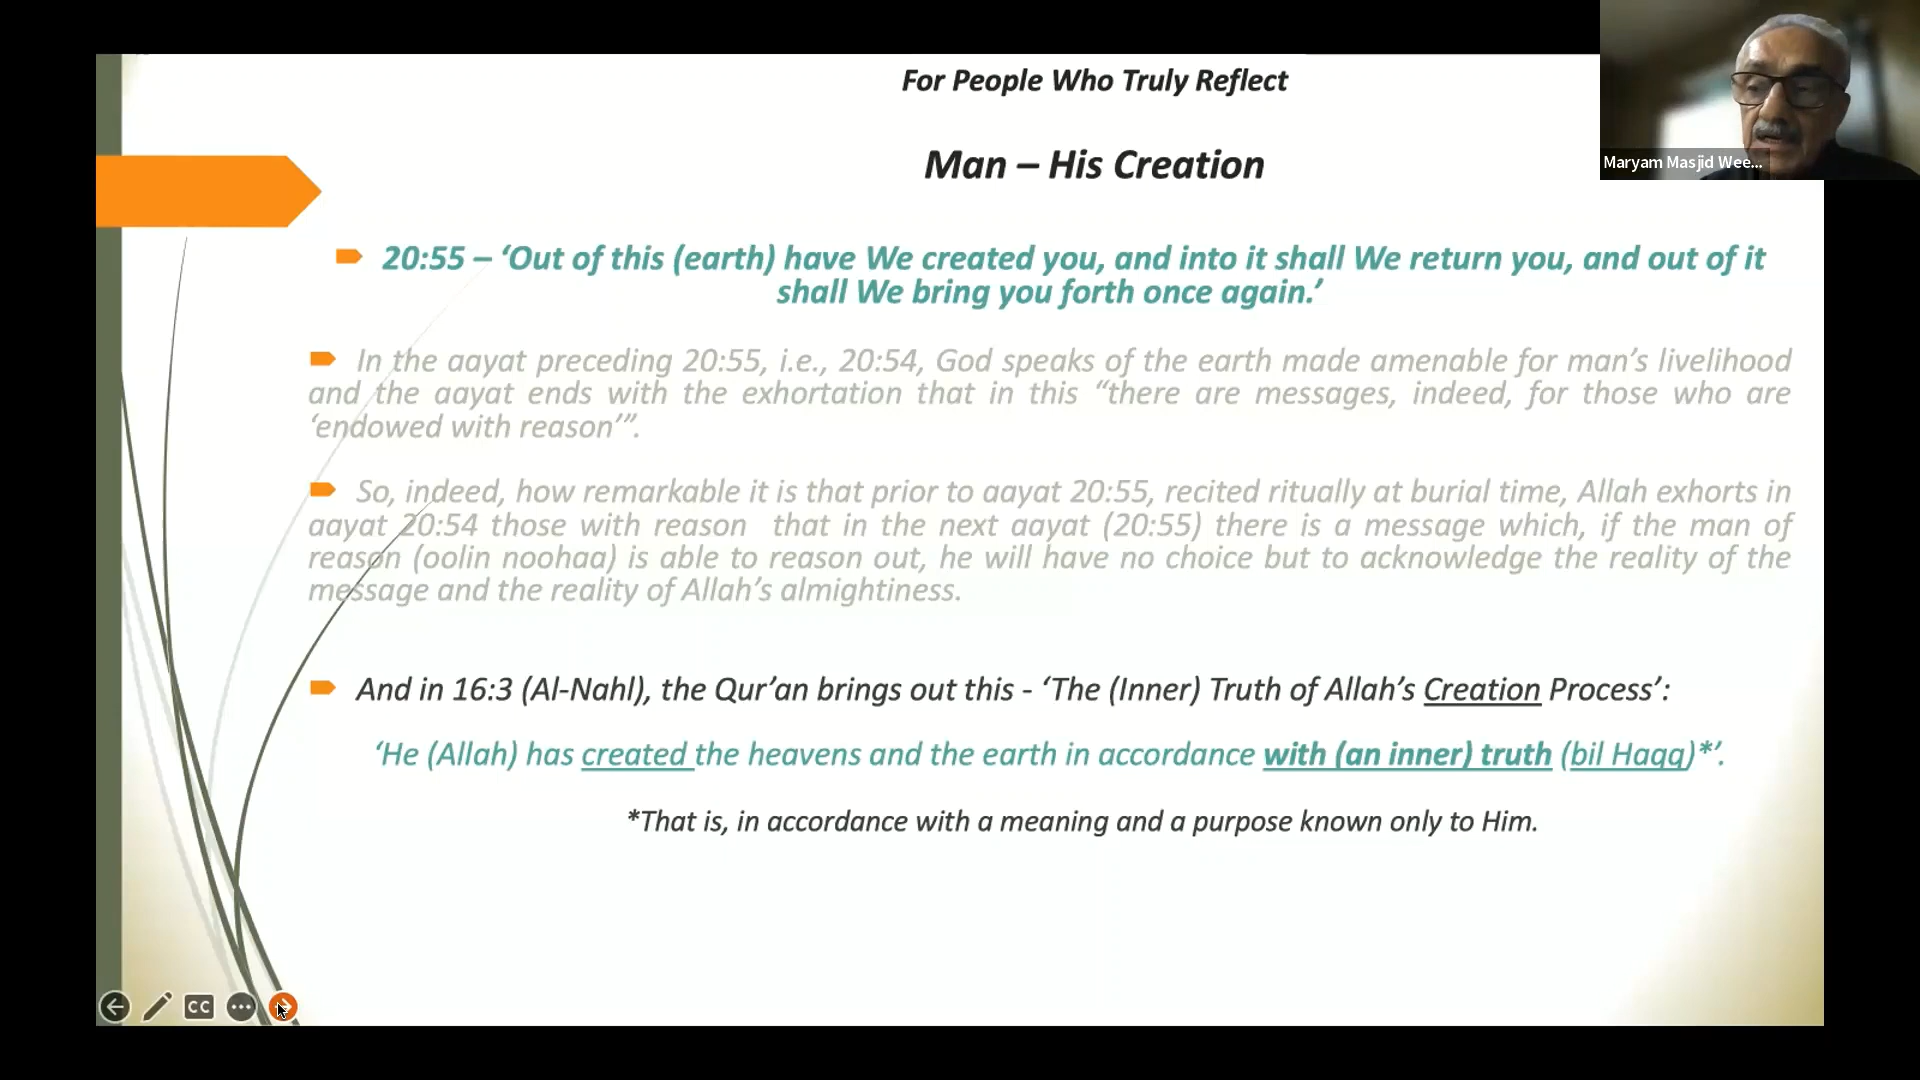 For People Who Truly Reflect
Man – His Creation
Maryam Masjid Wee...
20:55 – ‘Out of this (earth) have We created you, and into it shall We return you, and out of it
shall We bring you forth once again.’
In the aayat preceding 20:55, i.e., 20:54, God speaks of the earth made amenable for man’s livelihood
and the aayat ends with the exhortation that in this “there are messages, indeed, for those who are
‘endowed with reason’”.
So, indeed, how remarkable it is that prior to aayat 20:55, recited ritually at burial time, Allah exhorts in
aayat 20:54 those with reason that in the next aayat (20:55) there is a message which, if the man of
reason (oolin noohaa) is able to reason out, he will have no choice but to acknowledge the reality of the
message and the reality of Allah’s almightiness.
And in 16:3 (Al-Nahl), the Qur’an brings out this - ‘The (Inner) Truth of Allah’s Creation Process’:
‘He (Allah) has created the heavens and the earth in accordance with (an inner) truth (bil Haqq)*’.
*That is, in accordance with a meaning and a purpose known only to Him.
CC